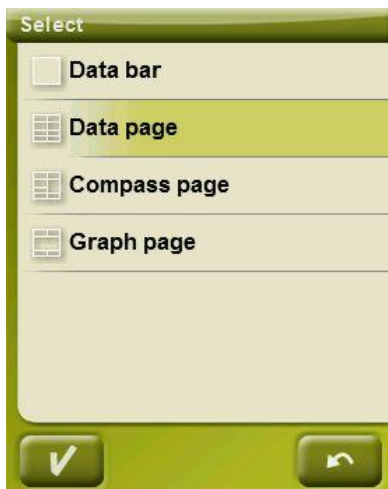 Select
Data bar
Data page
Compass page
Graph page